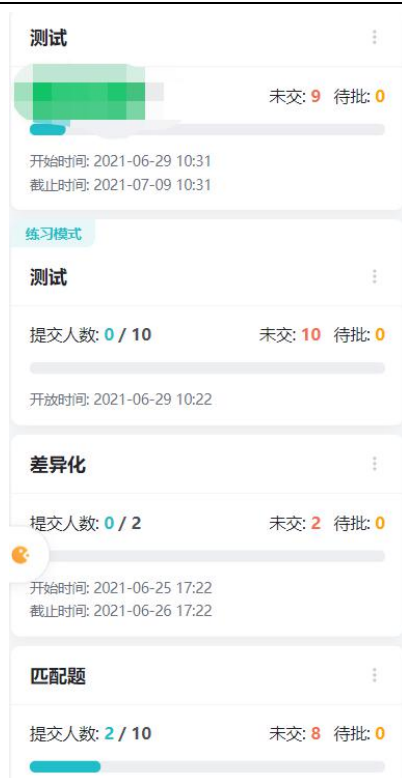 测试
未交: 9 待批: 0
开始时间: 2021-06-29 10:31
截止时间: 2021-07-09 10:31
练习模式
测试
提交人数: 0 / 10 未交: 10 待批: 0
开放时间: 2021-06-29 10:22
差异化
提交人数: 0 / 2 未交: 2 待批: 0
开始时间: 2021-06-25 17:22
截止时间: 2021-06-26 17:22
匹配题
提交人数: 2 / 10 未交: 8 待批: 0